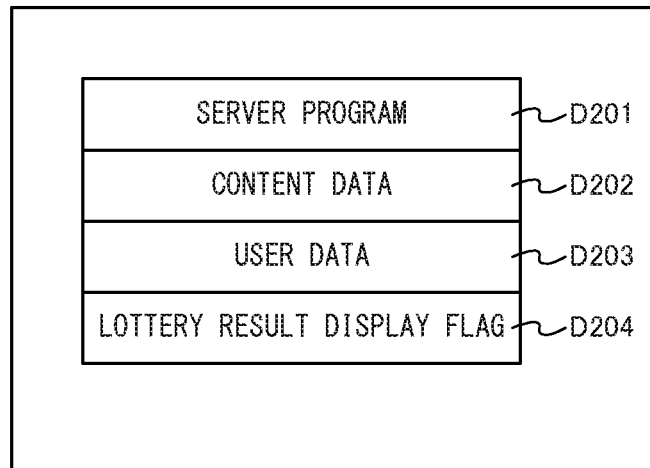 SERVER PROGRAM D201
CONTENT DATA D202
USER DATA D203
LOTTERY RESULT DISPLAY FLAG D204